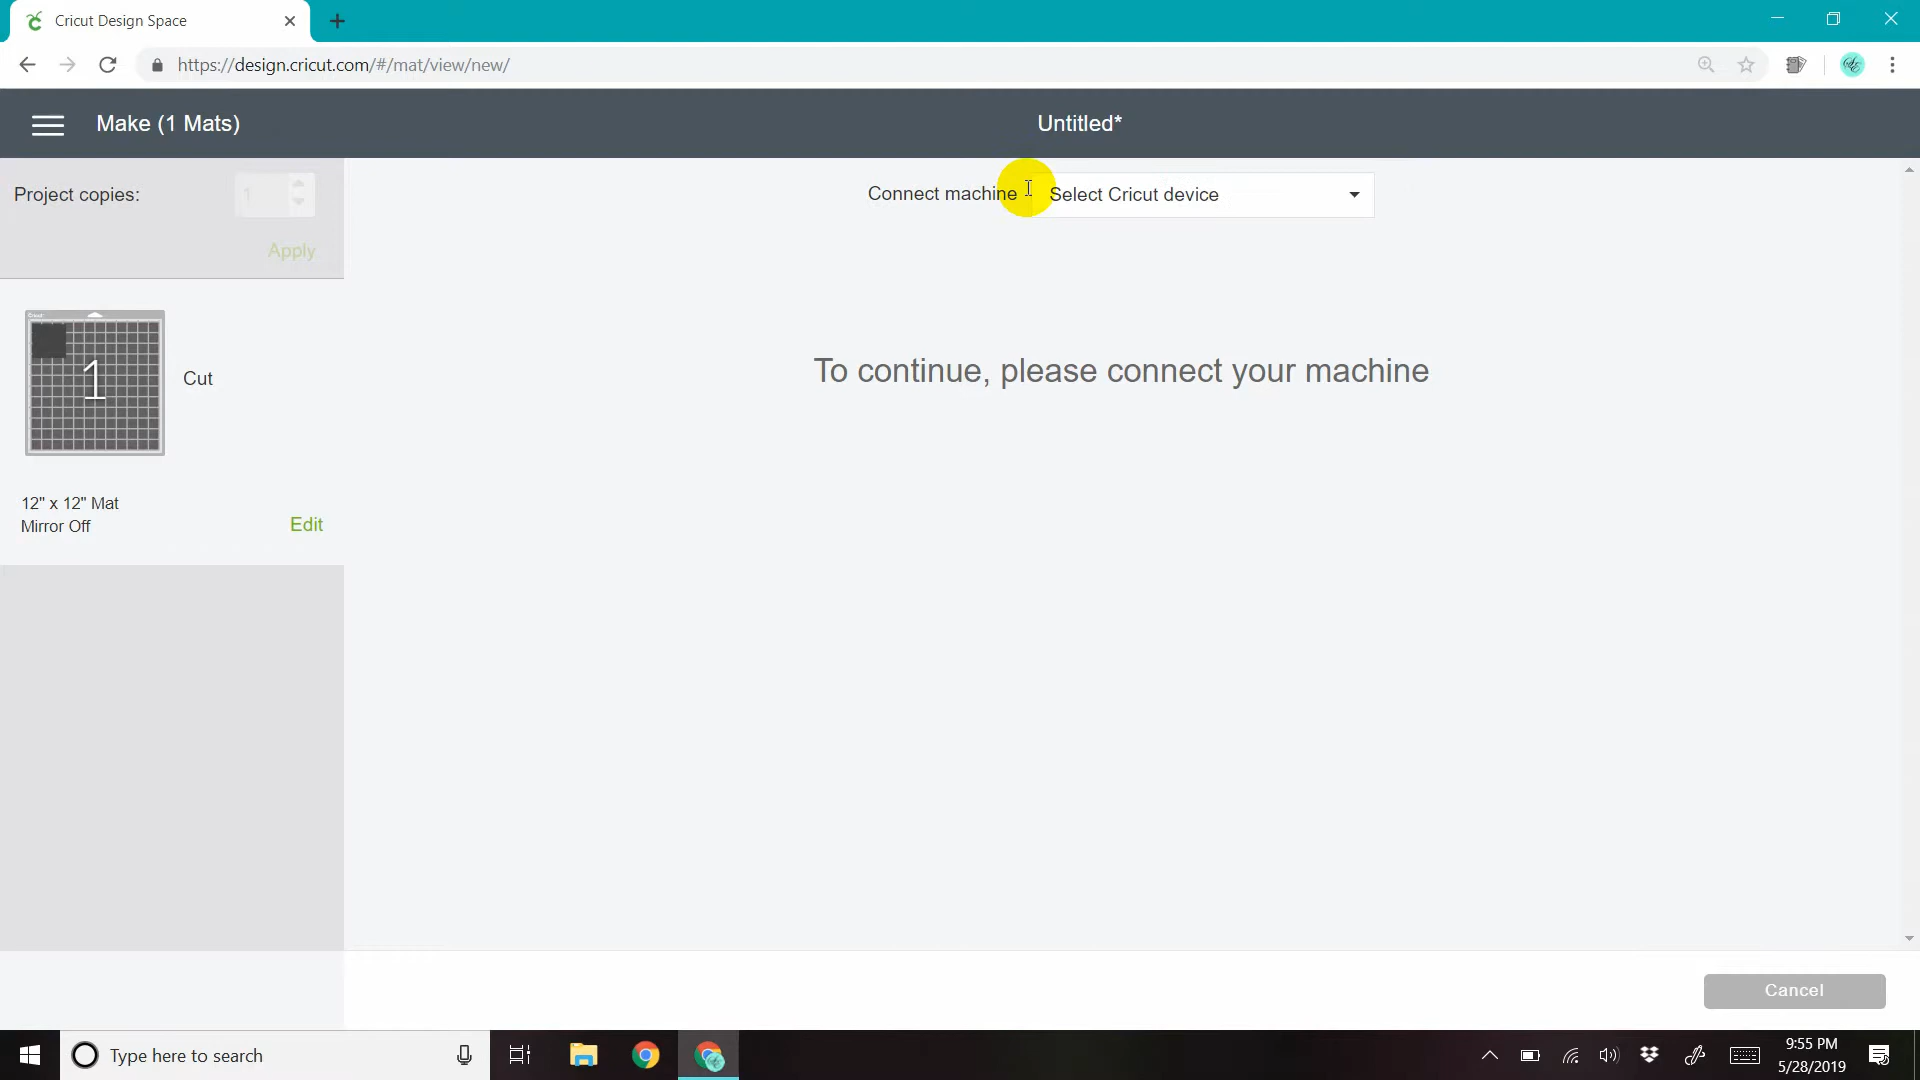 Cricut Design Space
https://design.cricut.com/#/mat/view/new/
Make (1 Mats)
Untitled*
Project copies:
1
Connect machine
Select Cricut device
Apply
To continue, please connect your machine
1
Cut
12" x 12" Mat
Mirror Off
Edit
Cancel
Type here to search
9:55 PM
5/28/2019